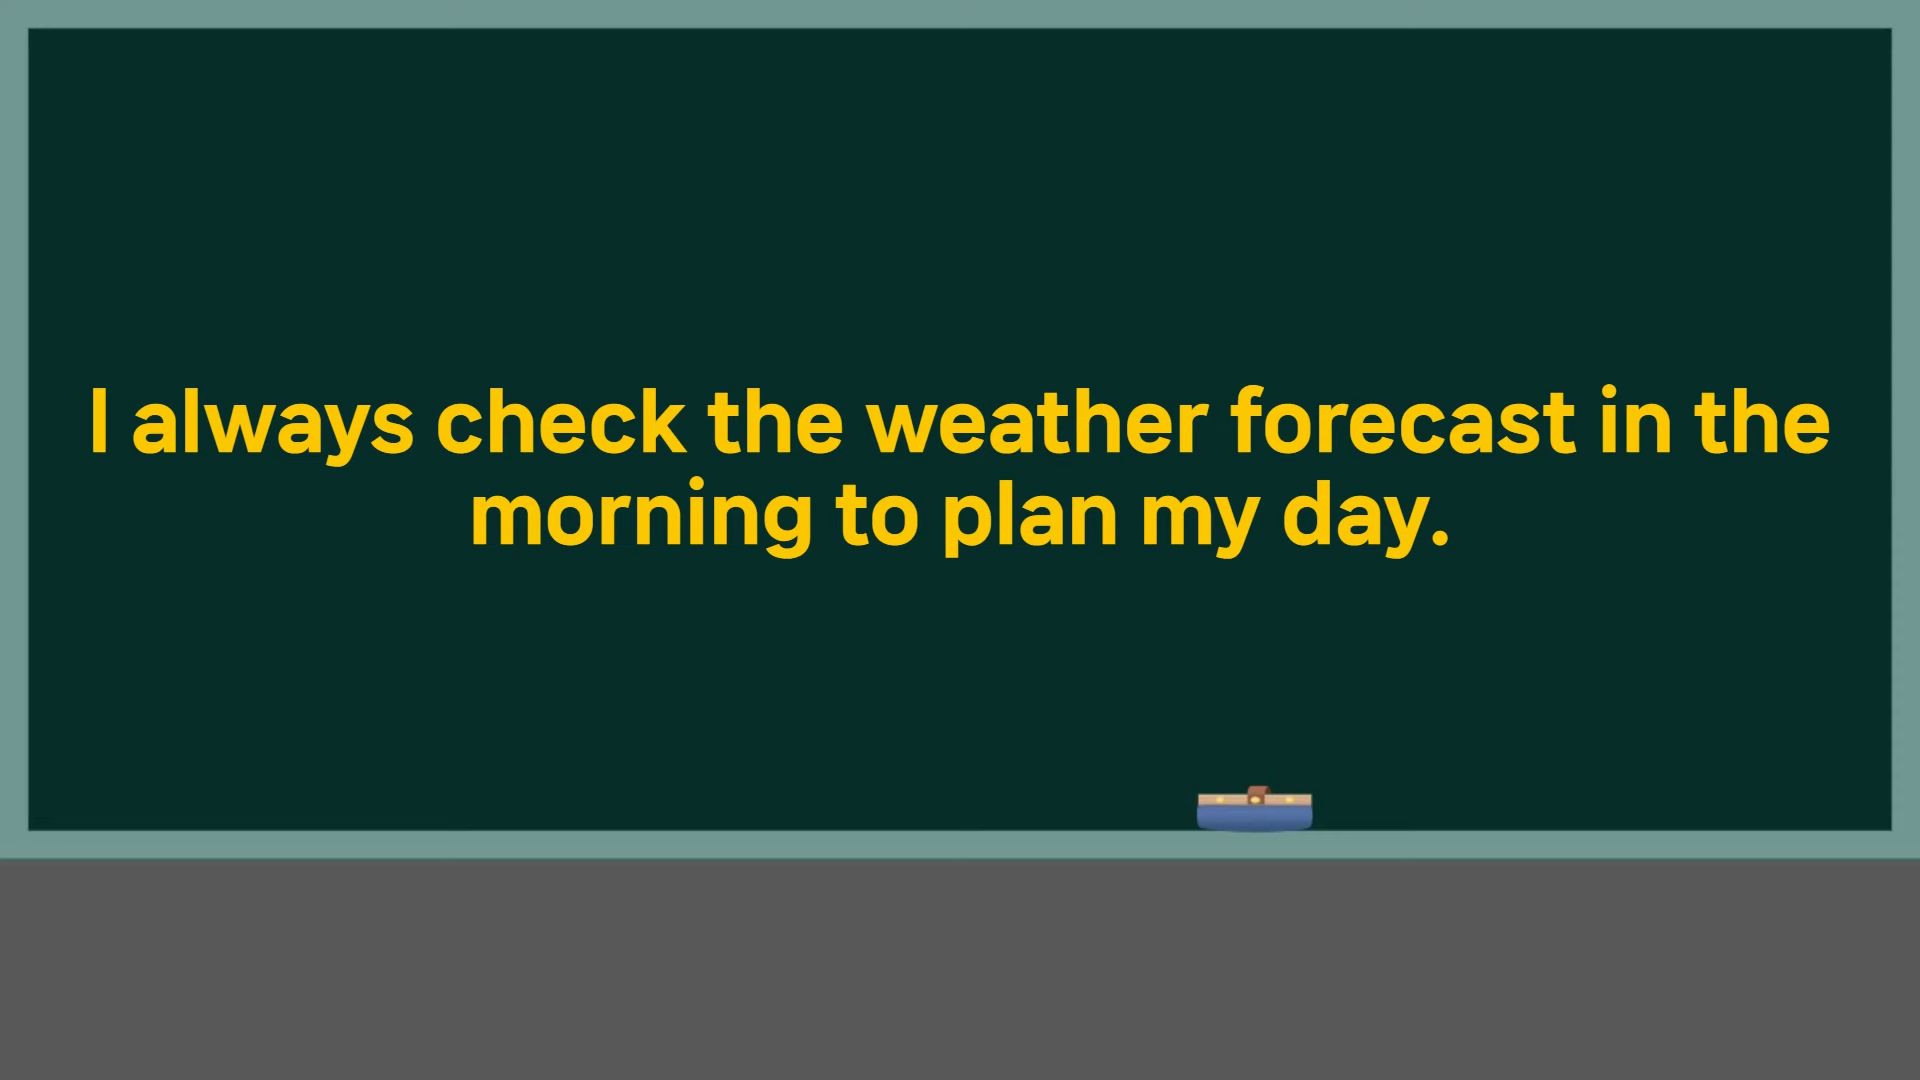 I always check the weather forecast in the
morning to plan my day.